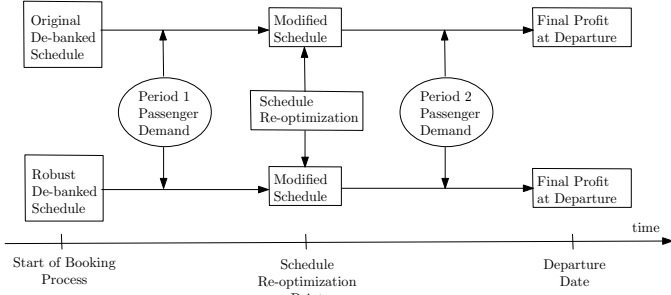 Original
De-banked
Schedule
Modified
Schedule
Final Profit
at Departure
Period 1
Passenger
Demand
Schedule
Re-optimization
Period 2
Passenger
Demand
Robust
De-banked
Schedule
Modified
Schedule
Final Profit
at Departure
time
Start of Booking
Process
Schedule
Re-optimization
Departure
Date